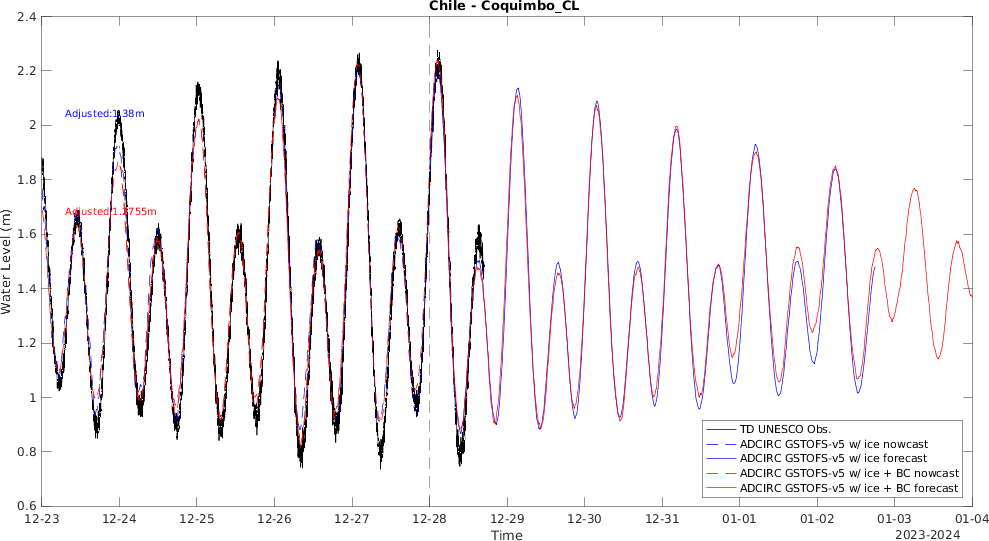 Chile - Coquimbo_CL
2.4
2.2
2
1.8
1.6
1.4
1.2
1
0.8
0.6
Water Level (m)
Adjusted:1.38m
Adjusted:1.3755m
TD UNESCO Obs.
ADCIRC GSTOFS-v5 w/ ice nowcast
ADCIRC GSTOFS-v5 w/ ice forecast
ADCIRC GSTOFS-v5 w/ ice + BC nowcast
ADCIRC GSTOFS-v5 w/ ice + BC forecast
12-23 12-24 12-25 12-26 12-27 12-28 12-29 12-30 12-31 01-01 01-02 01-03 01-04
Time
2023-2024